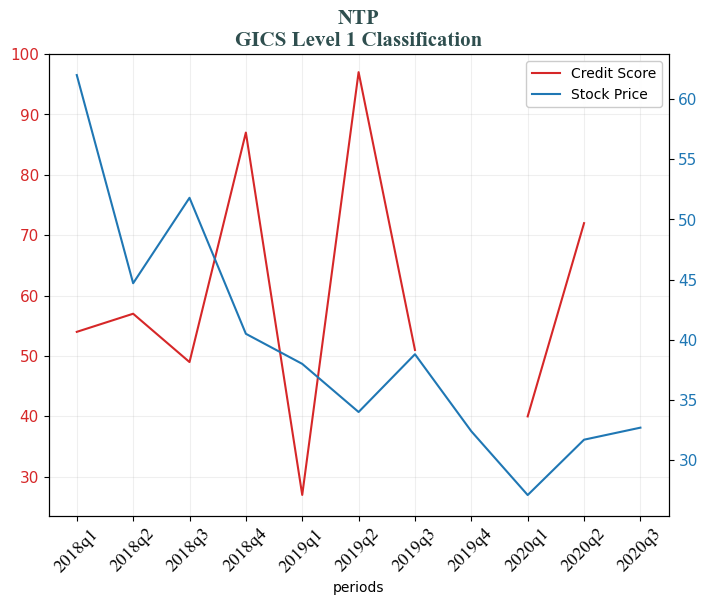 NTP
GICS Level 1 Classification
Credit Score
Stock Price
100
90
80
70
60
50
40
30
60
55
50
45
40
35
30
2018q1
2018q2
2018q3
2018q4
2019q1
2019q2
2019q3
2019q4
2020q1
2020q2
2020q3
periods